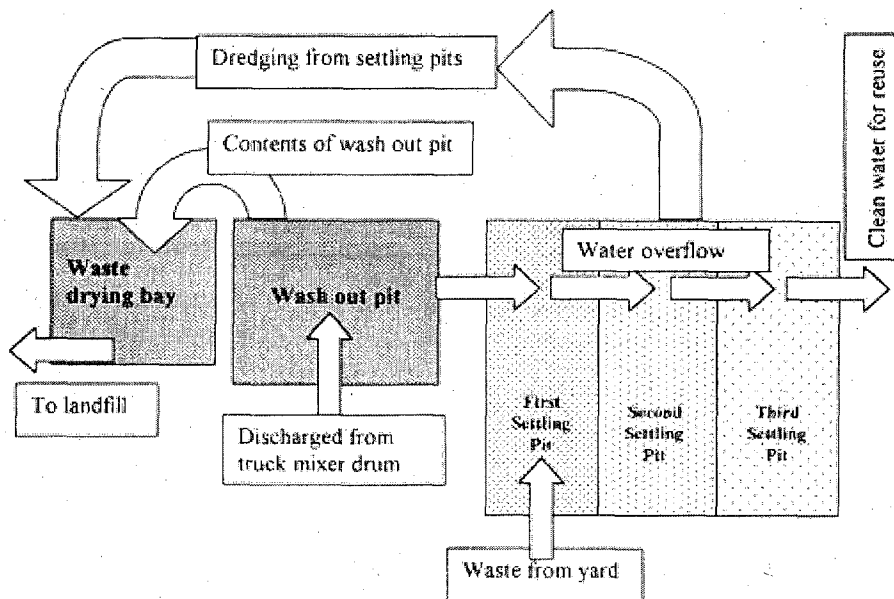 Dredging from settling pits
Clean water for reuse
Contents of wash out pit
Water overflow
Waste
drying bay
Wash out pit
To landfill
Discharged from
truck mixer drum
First
Settling
Pit
Second
Settling
Pit
Third
Settling
Pit
Waste from yard